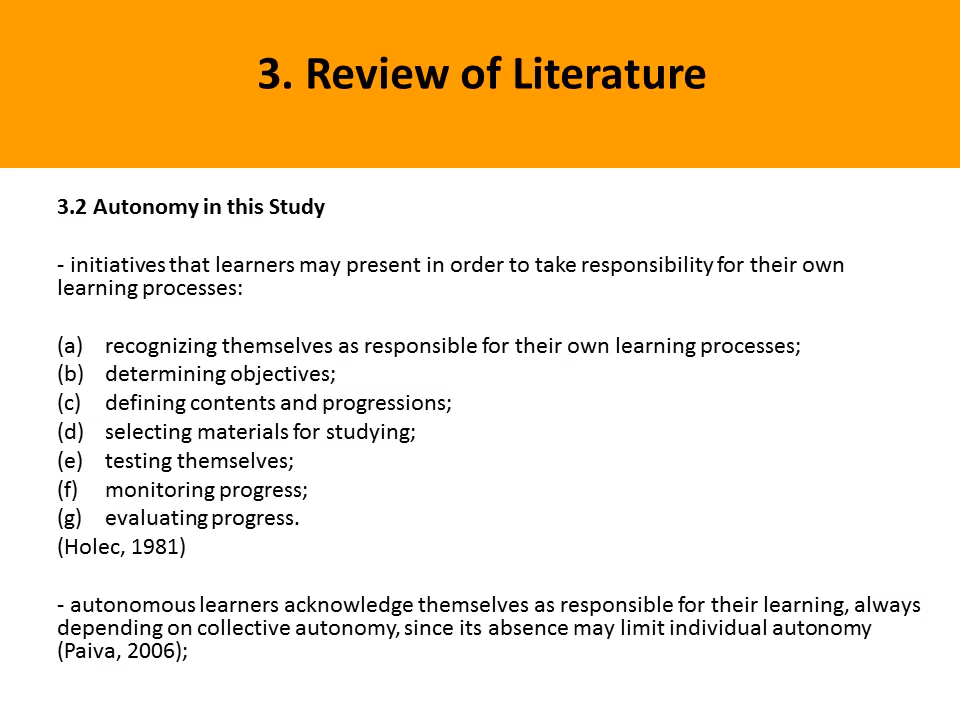 3. Review of Literature
3.2 Autonomy in this Study
- initiatives that learners may present in order to take responsibility for their own
learning processes:
(a) recognizing themselves as responsible for their own learning processes;
(b) determining objectives;
(c) defining contents and progressions;
(d) selecting materials for studying;
(e) testing themselves;
(f) monitoring progress;
(g) evaluating progress.
(Holec, 1981)
- autonomous learners acknowledge themselves as responsible for their learning, always
depending on collective autonomy, since its absence may limit individual autonomy
(Paiva, 2006);